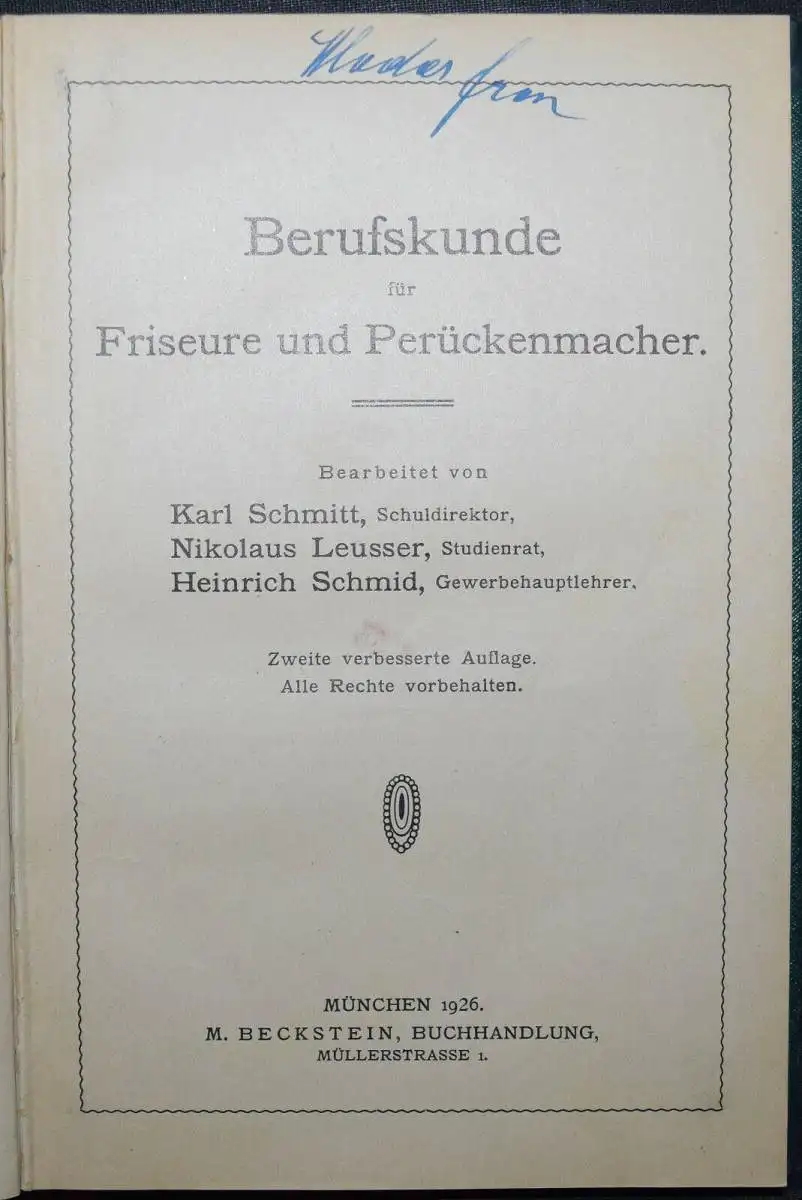 Berufskunde
für
Friseure und Perückenmacher.
Bearbeitet von
Karl Schmitt, Schuldirektor,
Nikolaus Leusser, Studienrat,
Heinrich Schmid, Gewerbehauptlehrer.
Zweite verbesserte Auflage.
Alle Rechte vorbehalten.
MÜNCHEN 1926.
M. BECKSTEIN, BUCHHANDLUNG,
MÜLLERSTRASSE 1.